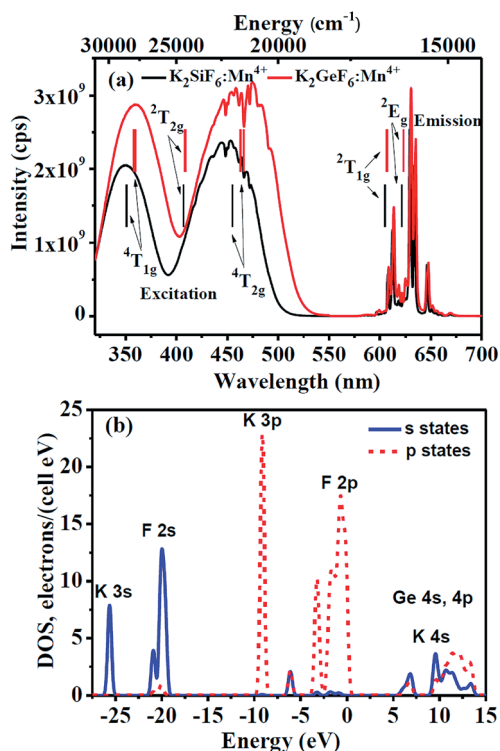 Energy (cm⁻¹)
30000 25000 20000 15000
(a) K₂SiF₆:Mn⁴⁺ K₂GeF₆:Mn⁴⁺
3x10⁹
2x10⁹
1x10⁹
0
Intensity (cps)
²T₂g
²Eg
Emission
²T₁g
⁴T₁g
⁴T₂g
Excitation
350 400 450 500 550 600 650 700
Wavelength (nm)
25
20
15
10
5
0
DOS, electrons/(cell eV)
(b)
K 3p
s states
p states
F 2p
F 2s
K 3s
Ge 4s, 4p
K 4s
-25 -20 -15 -10 -5 0 5 10 15
Energy (eV)